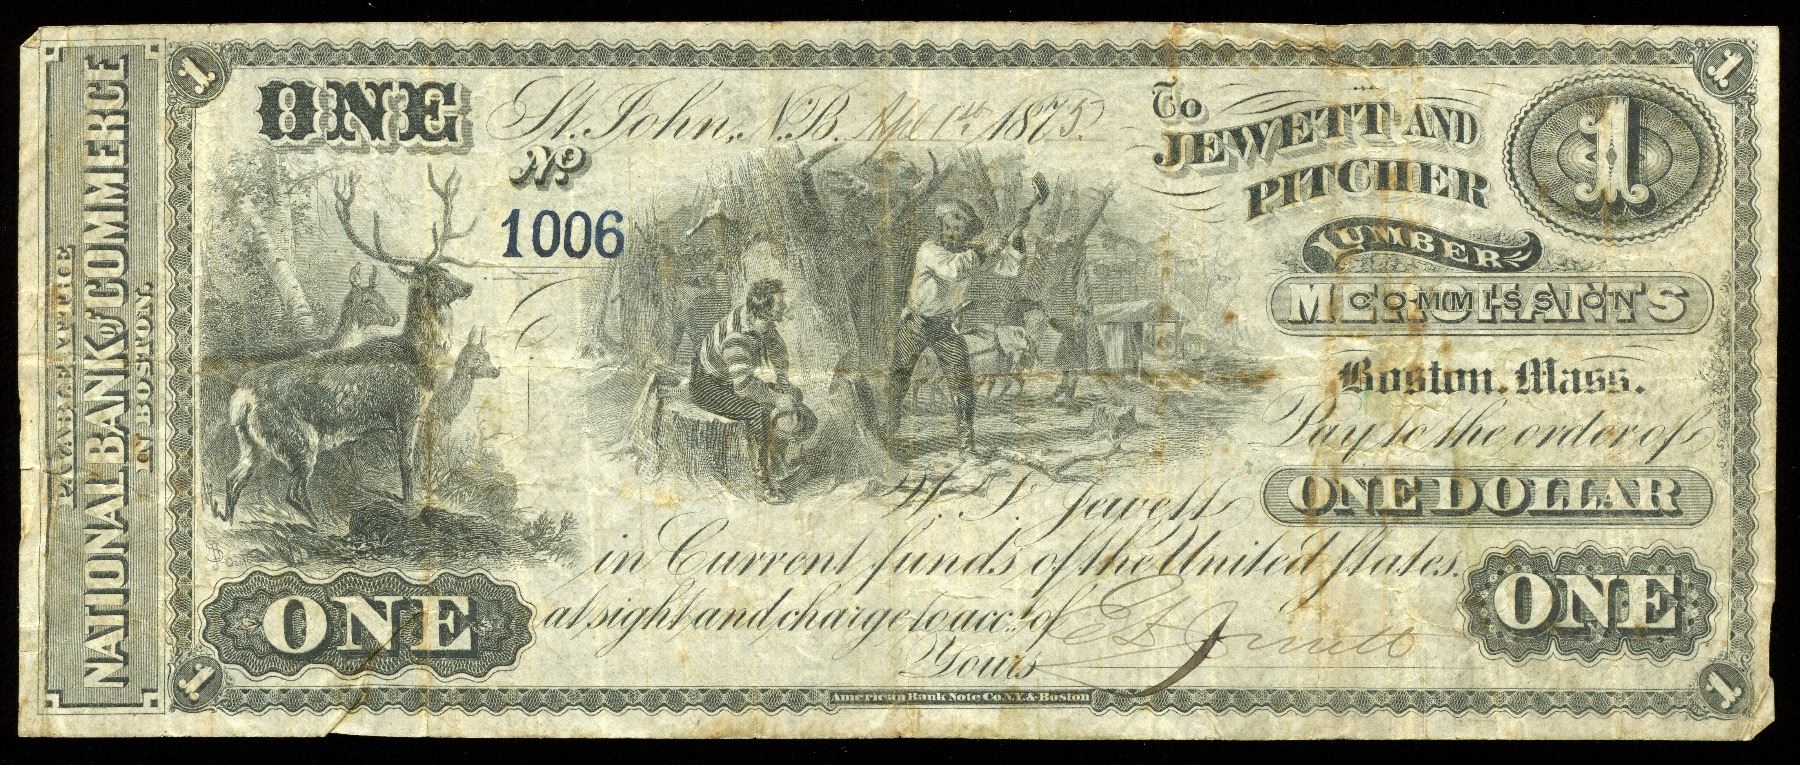 PAYABLE AT THE
NATIONAL BANK of COMMERCE
IN BOSTON.
1
1
ONE
St. John, N.B. Apl 1st 1875
No
1006
To
JEWETT AND
PITCHER
LUMBER
COMMISSION
MERCHANTS
Boston, Mass.
1
Pay to the order of
ONE DOLLAR
in Current funds of the United States.
at sight and charge to acc. of
Yours
ONE
ONE
1
1
American Bank Note Co. N.Y. & Boston